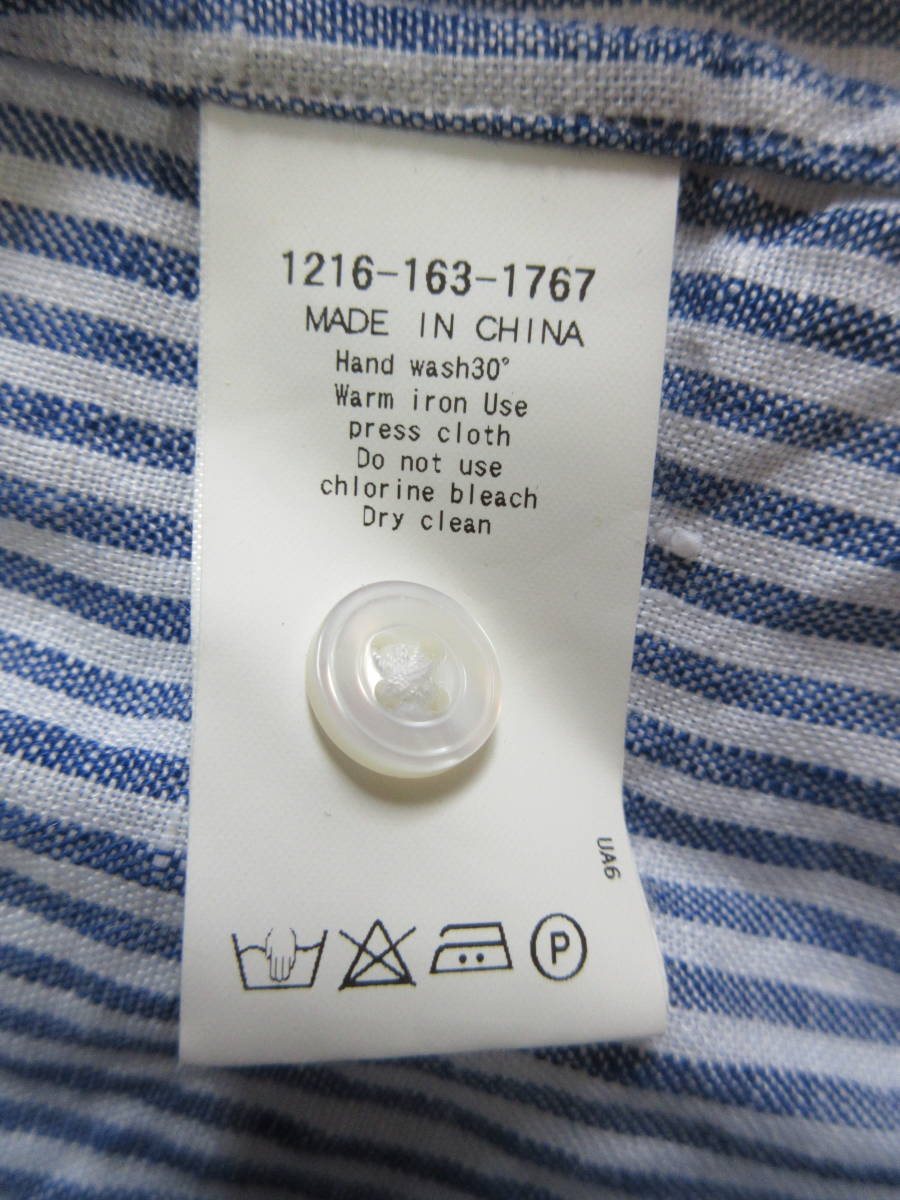 1216-163-1767
MADE IN CHINA
Hand wash30°
Warm iron Use
press cloth
Do not use
chlorine bleach
Dry clean
UA6
P